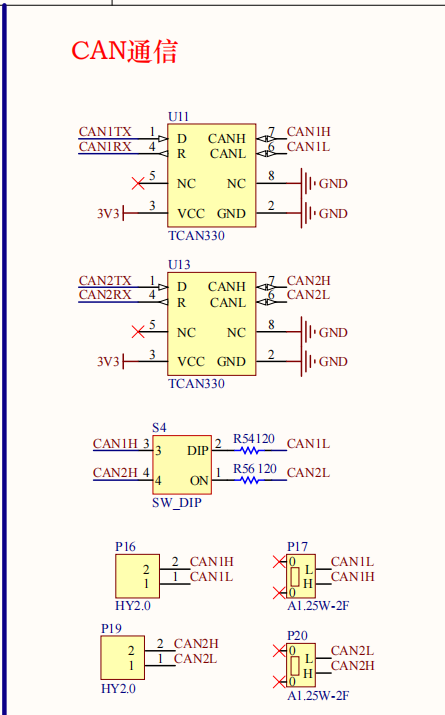 CAN通信
U11
CAN1TX 1 D CANH 7 CAN1H
CAN1RX 4 R CANL 6 CAN1L
5 NC NC 8 GND
3V3 3 VCC GND 2 GND
TCAN330
U13
CAN2TX 1 D CANH 7 CAN2H
CAN2RX 4 R CANL 6 CAN2L
5 NC NC 8 GND
3V3 3 VCC GND 2 GND
TCAN330
S4
CAN1H 3 3 DIP 2 R54 120 CAN1L
CAN2H 4 4 ON 1 R56 120 CAN2L
SW_DIP
P16
2 2 CAN1H
1 1 CAN1L
HY2.0
P17
0 L CAN1L
H CAN1H
0
A1.25W-2F
P19
2 2 CAN2H
1 1 CAN2L
HY2.0
P20
0 L CAN2L
H CAN2H
0
A1.25W-2F